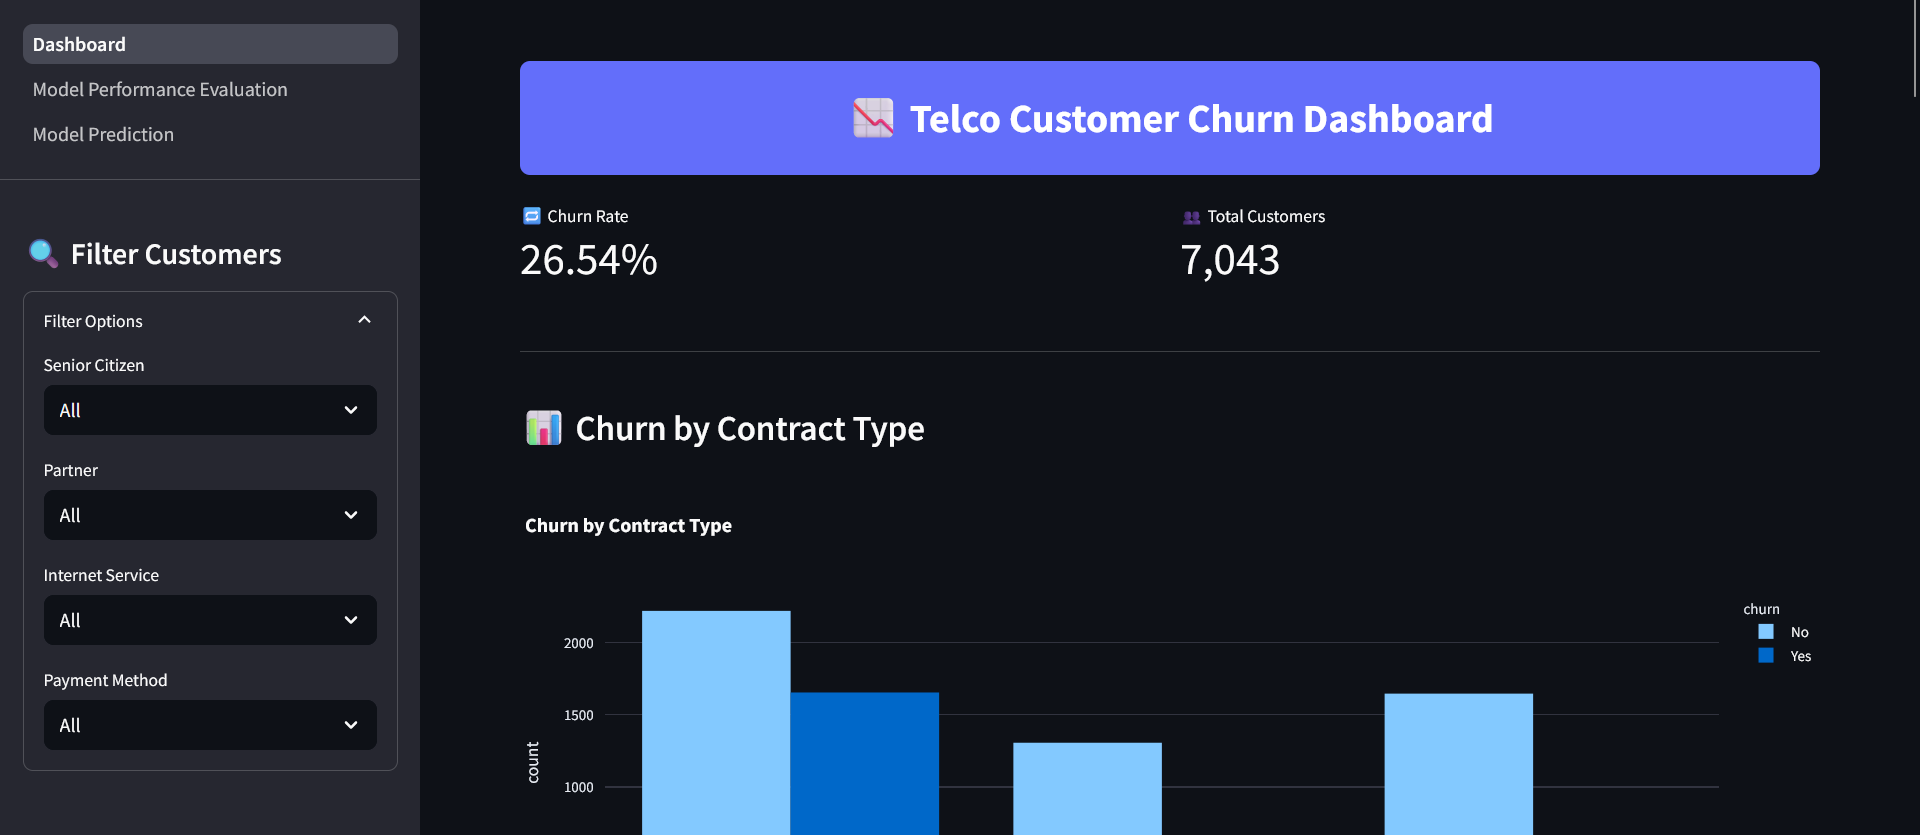 Dashboard
Model Performance Evaluation
Model Prediction
Filter Customers
Filter Options
Senior Citizen
All
Partner
All
Internet Service
All
Payment Method
All
Telco Customer Churn Dashboard
Churn Rate
26.54%
Total Customers
7,043
Churn by Contract Type
Churn by Contract Type
churn
No
Yes
2000
1500
1000
count